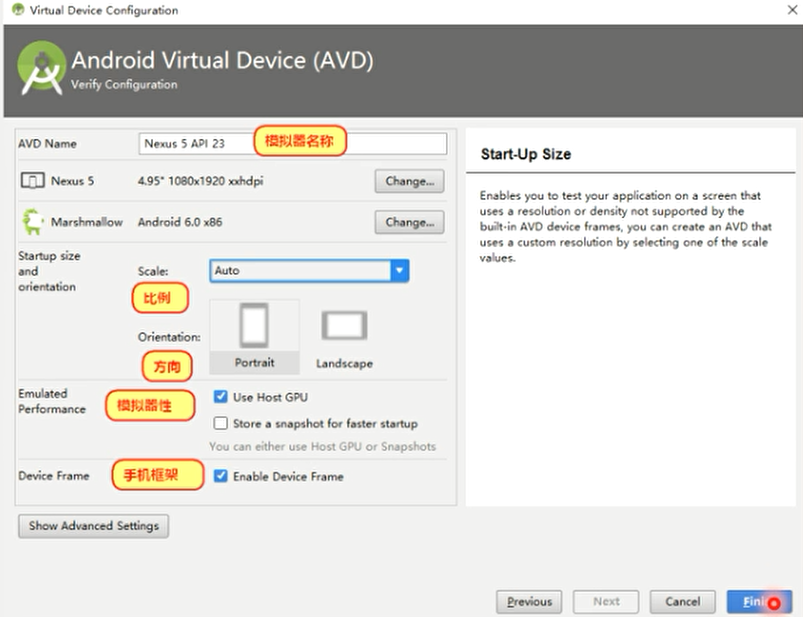 Virtual Device Configuration
Android Virtual Device (AVD)
Verify Configuration
AVD Name
Nexus 5 API 23
模拟器名称
Nexus 5
4.95" 1080x1920 xxhdpi
Change...
Marshmallow
Android 6.0 x86
Change...
Startup size
and
orientation
Scale:
Auto
比例
Orientation:
Portrait
Landscape
方向
Emulated
Performance
模拟器性
Use Host GPU
Store a snapshot for faster startup
You can either use Host GPU or Snapshots
Device Frame
手机框架
Enable Device Frame
Show Advanced Settings
Start-Up Size
Enables you to test your application on a screen that
uses a resolution or density not supported by the
built-in AVD device frames, you can create an AVD that
uses a custom resolution by selecting one of the scale
values.
Previous
Next
Cancel